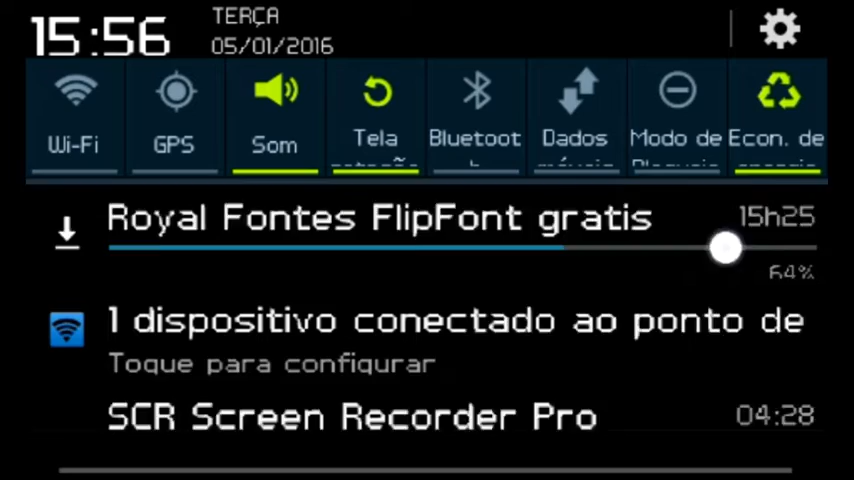 15:56
TERÇA
05/01/2016
Wi-Fi
GPS
Som
Tela
Bluetoot
Dados
Modo de
Econ. de
Royal Fontes FlipFont gratis
15h25
64%
1 dispositivo conectado ao ponto de
Toque para configurar
SCR Screen Recorder Pro
04:28